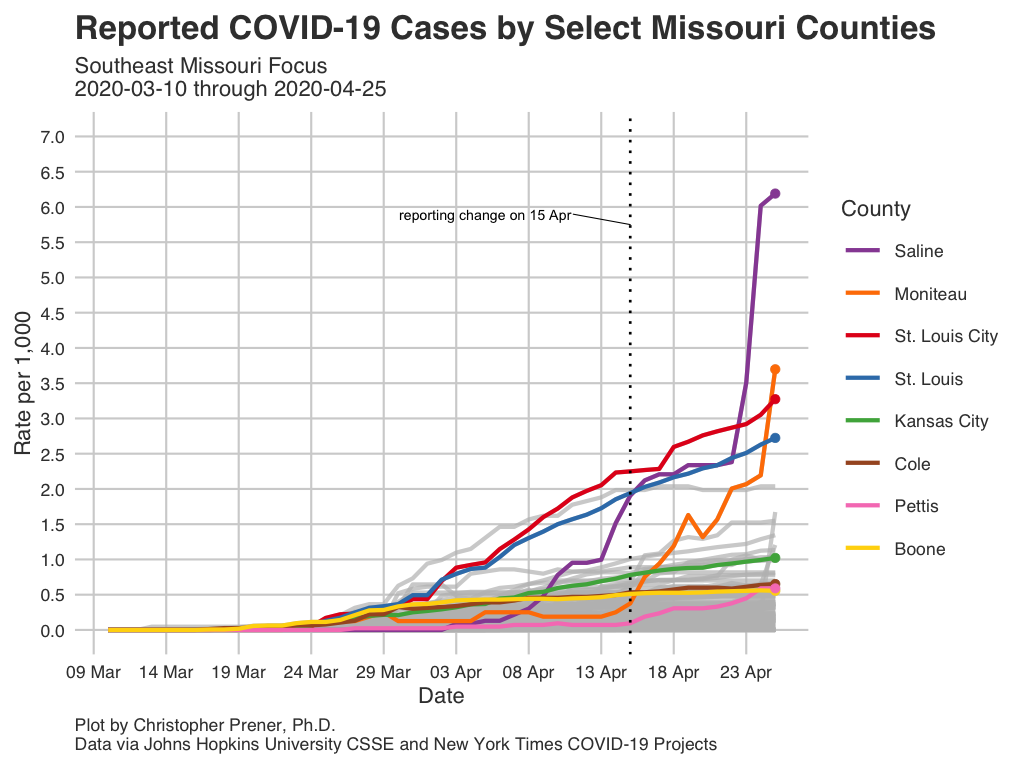 Reported COVID-19 Cases by Select Missouri Counties
Southeast Missouri Focus
2020-03-10 through 2020-04-25
7.0
6.5
6.0
5.5
5.0
4.5
4.0
3.5
3.0
2.5
2.0
1.5
1.0
0.5
0.0
Rate per 1,000
reporting change on 15 Apr
09 Mar 14 Mar 19 Mar 24 Mar 29 Mar 03 Apr 08 Apr 13 Apr 18 Apr 23 Apr
Date
County
Saline
Moniteau
St. Louis City
St. Louis
Kansas City
Cole
Pettis
Boone
Plot by Christopher Prener, Ph.D.
Data via Johns Hopkins University CSSE and New York Times COVID-19 Projects